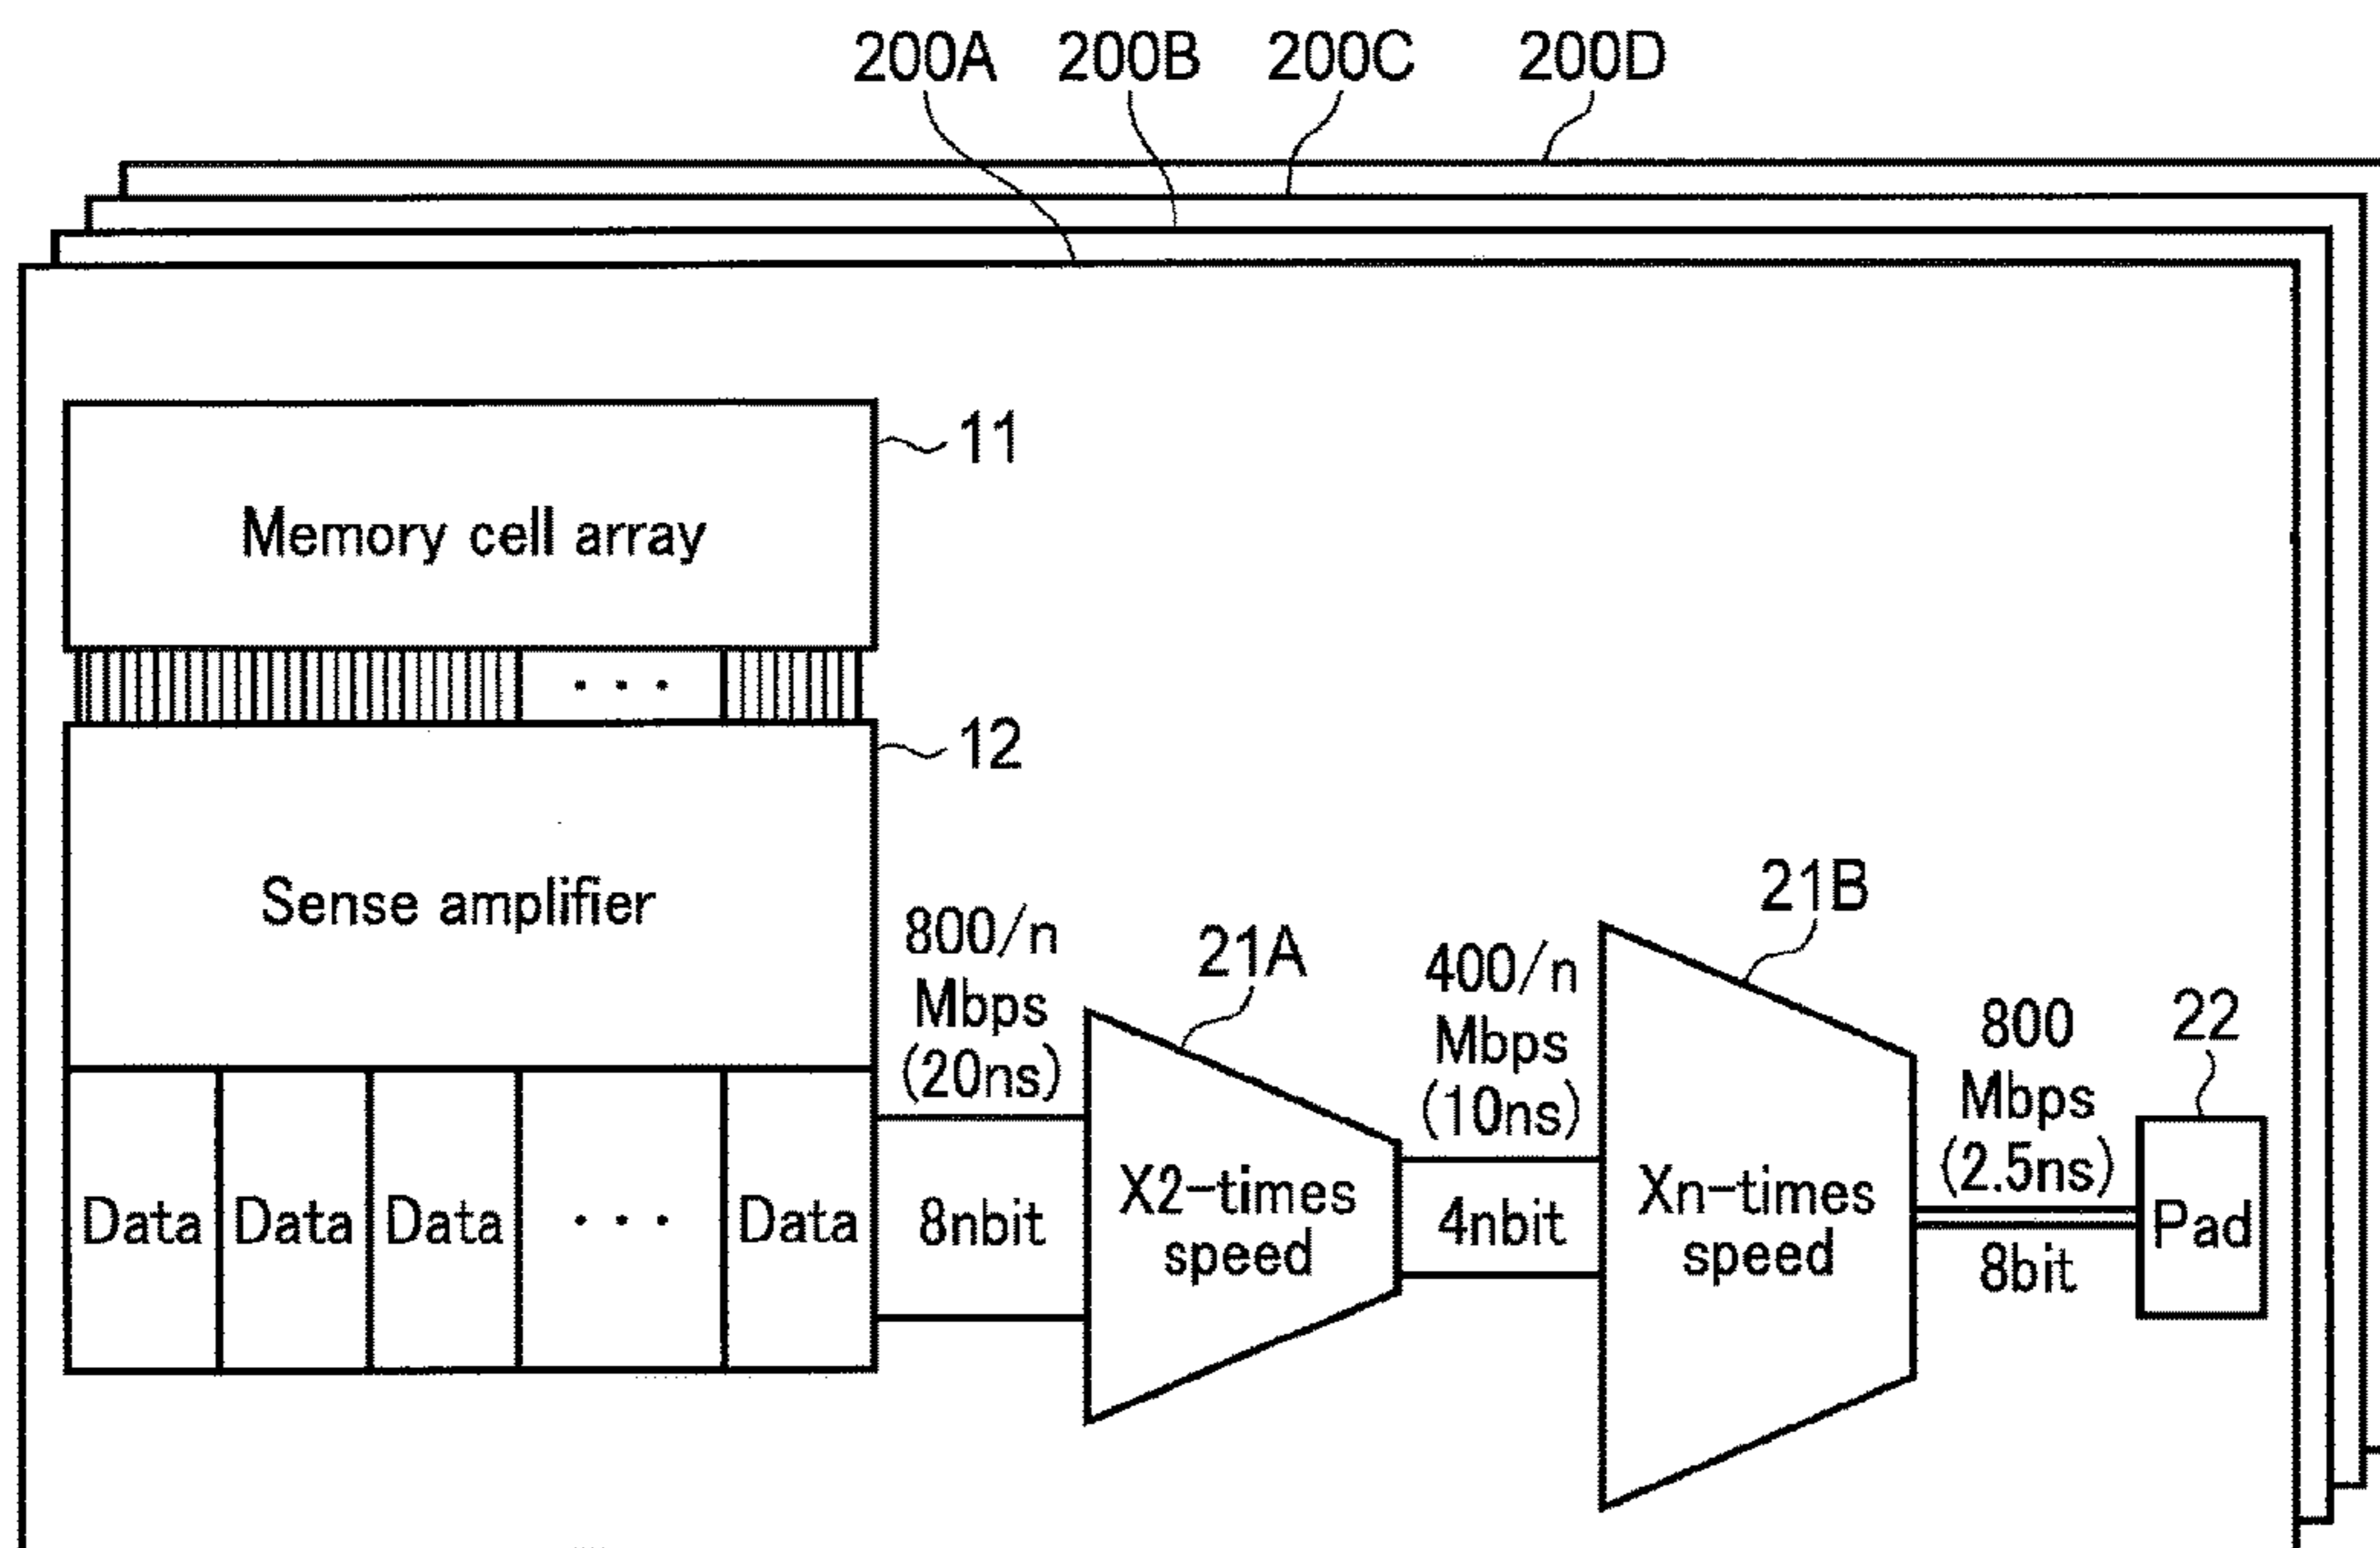 200A 200B 200C 200D
11
Memory cell array
. . .
12
Sense amplifier
800/n
Mbps
(20ns)
21A
400/n
Mbps
(10ns)
21B
800
Mbps
(2.5ns)
22
Data Data Data . . . Data
8nbit
X2-times
speed
4nbit
Xn-times
speed
8bit
Pad